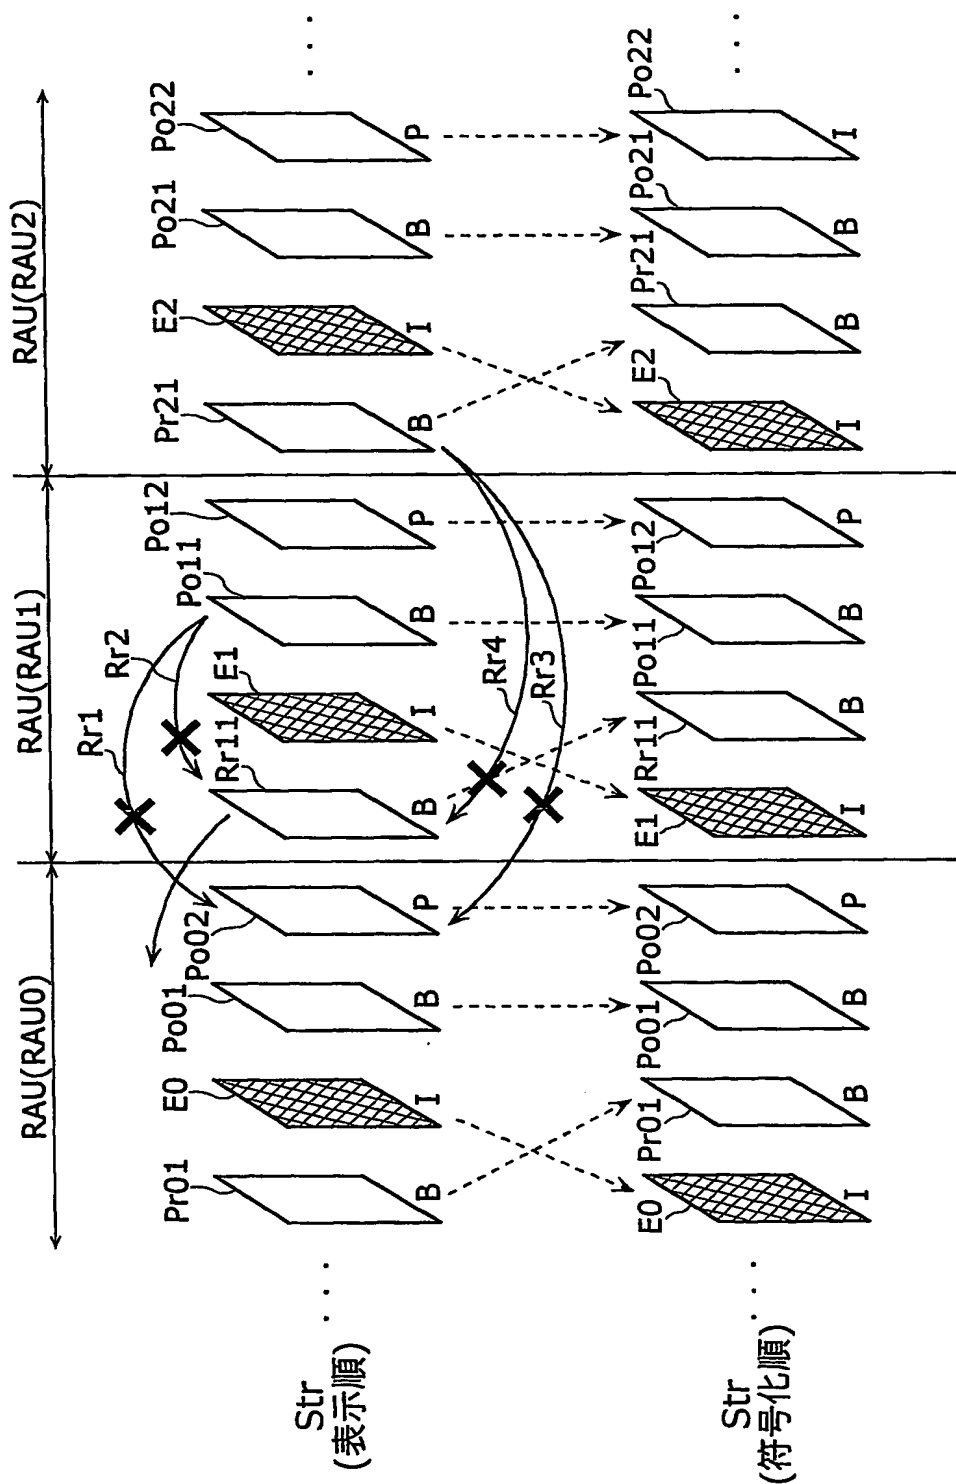 RAU(RAU0)
RAU(RAU1)
RAU(RAU2)
Rr1
Rr2
Pr01
E0
Po01
Po02
Rr11
E1
Po11
Po12
Pr21
E2
Po21
Po22
Str
(表示順)
. . .
B
I
B
P
B
I
B
P
B
I
B
P
. . .
Rr4
Rr3
E0
Pr01
Po01
Po02
E1
Rr11
Po11
Po12
E2
Pr21
Po21
Po22
Str
(符号化順)
. . .
I
B
B
P
I
B
B
P
I
B
B
I
. . .